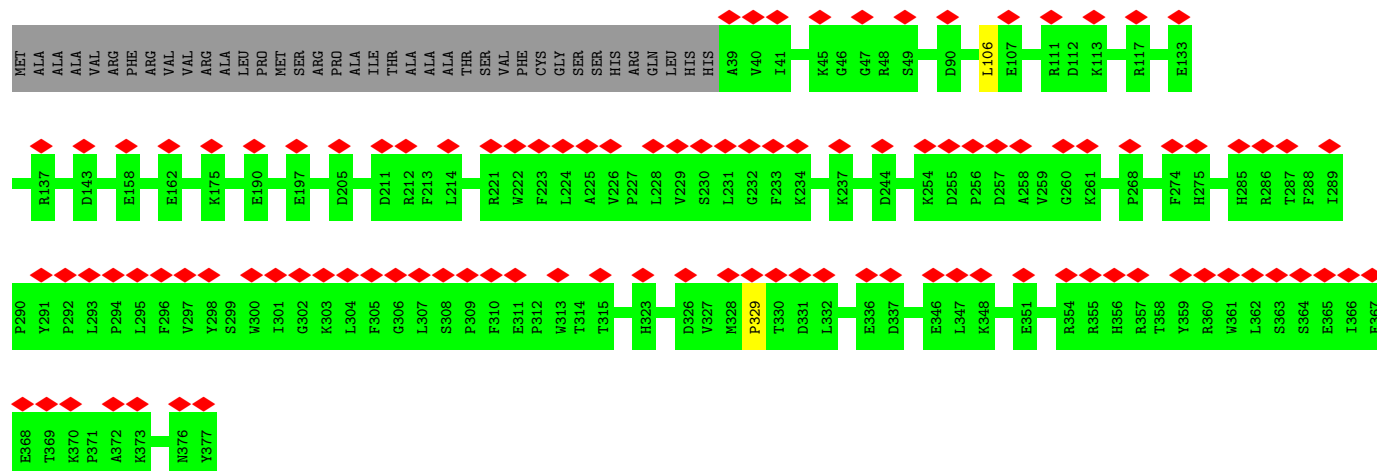 MET ALA ALA ALA VAL ARG PHE ARG VAL VAL ARG ALA LEU PRO MET SER ARG PRO ALA ILE THR ALA ALA ALA THR SER VAL PHE CYS GLY SER SER HIS ARG GLN LEU HIS HIS A39 V40 I41 K45 G46 G47 R48 S49 D90 L106 E107 R111 D112 K113 R117 E133
R137 D143 E158 E162 K175 E190 E197 D205 D211 R212 F213 L214 R221 W222 F223 L224 A225 V226 P227 L228 V229 S230 L231 G232 F233 K234 K237 D244 K254 D255 P256 D257 A258 V259 G260 K261 P268 F274 H275 H285 R286 T287 F288 I289
P290 Y291 P292 L293 P294 L295 F296 V297 Y298 S299 W300 I301 G302 K303 L304 F305 G306 L307 S308 P309 F310 E311 P312 W313 T314 T315 H323 D326 V327 M328 P329 T330 D331 L332 E336 D337 E346 L347 K348 E351 R354 R355 H356 R357 T358 Y359 R360 W361 L362 S363 S364 E365 I366 E367
E368 T369 K370 P371 A372 K373 N376 Y377